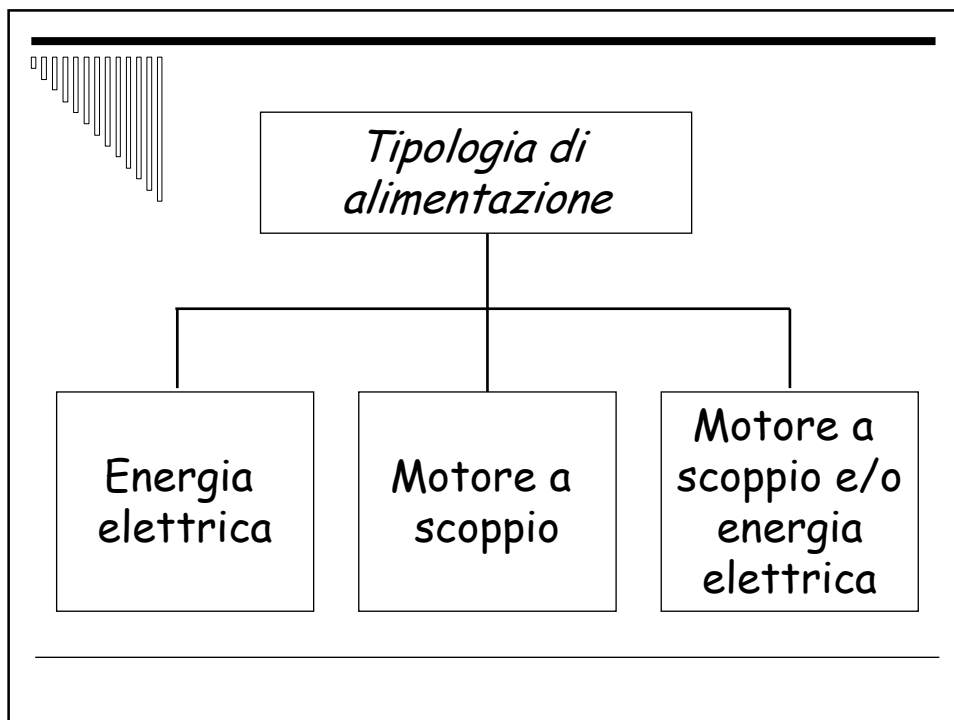 Tipologia di
alimentazione
Energia
elettrica
Motore a
scoppio
Motore a
scoppio e/o
energia
elettrica